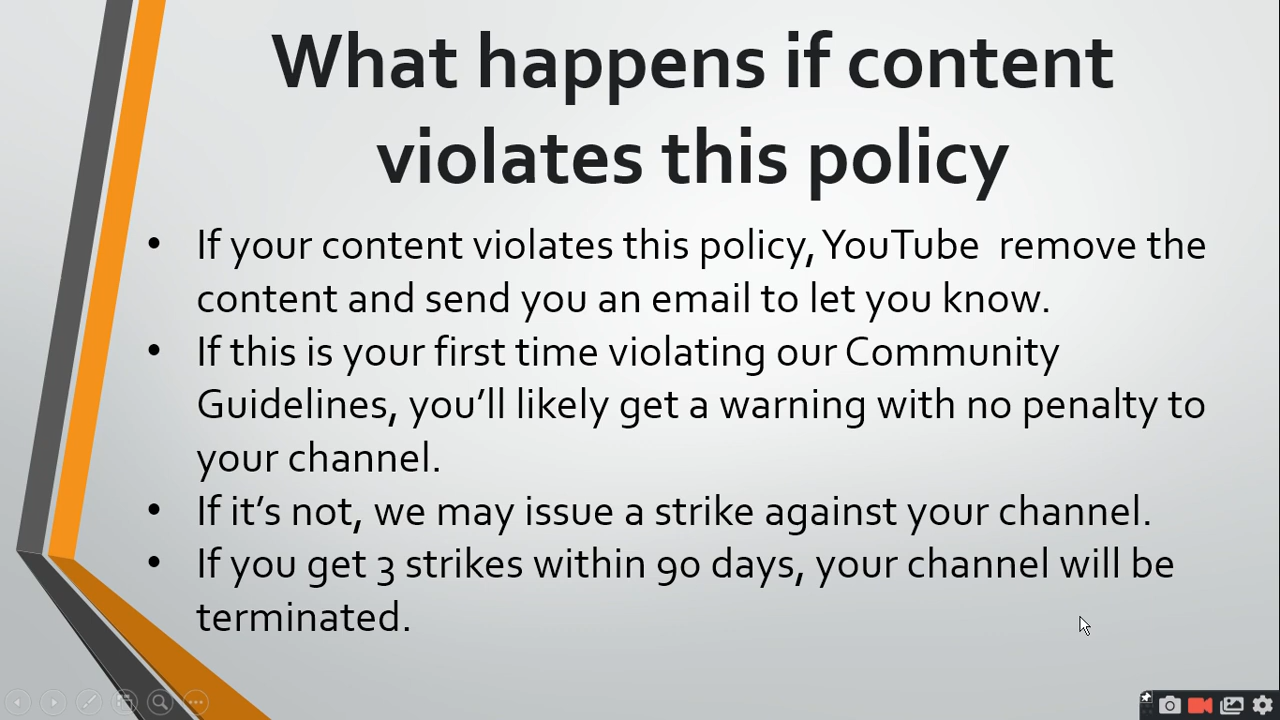 What happens if content
violates this policy
• If your content violates this policy, YouTube  remove the
content and send you an email to let you know.
• If this is your first time violating our Community
Guidelines, you’ll likely get a warning with no penalty to
your channel.
• If it’s not, we may issue a strike against your channel.
• If you get 3 strikes within 90 days, your channel will be
terminated.